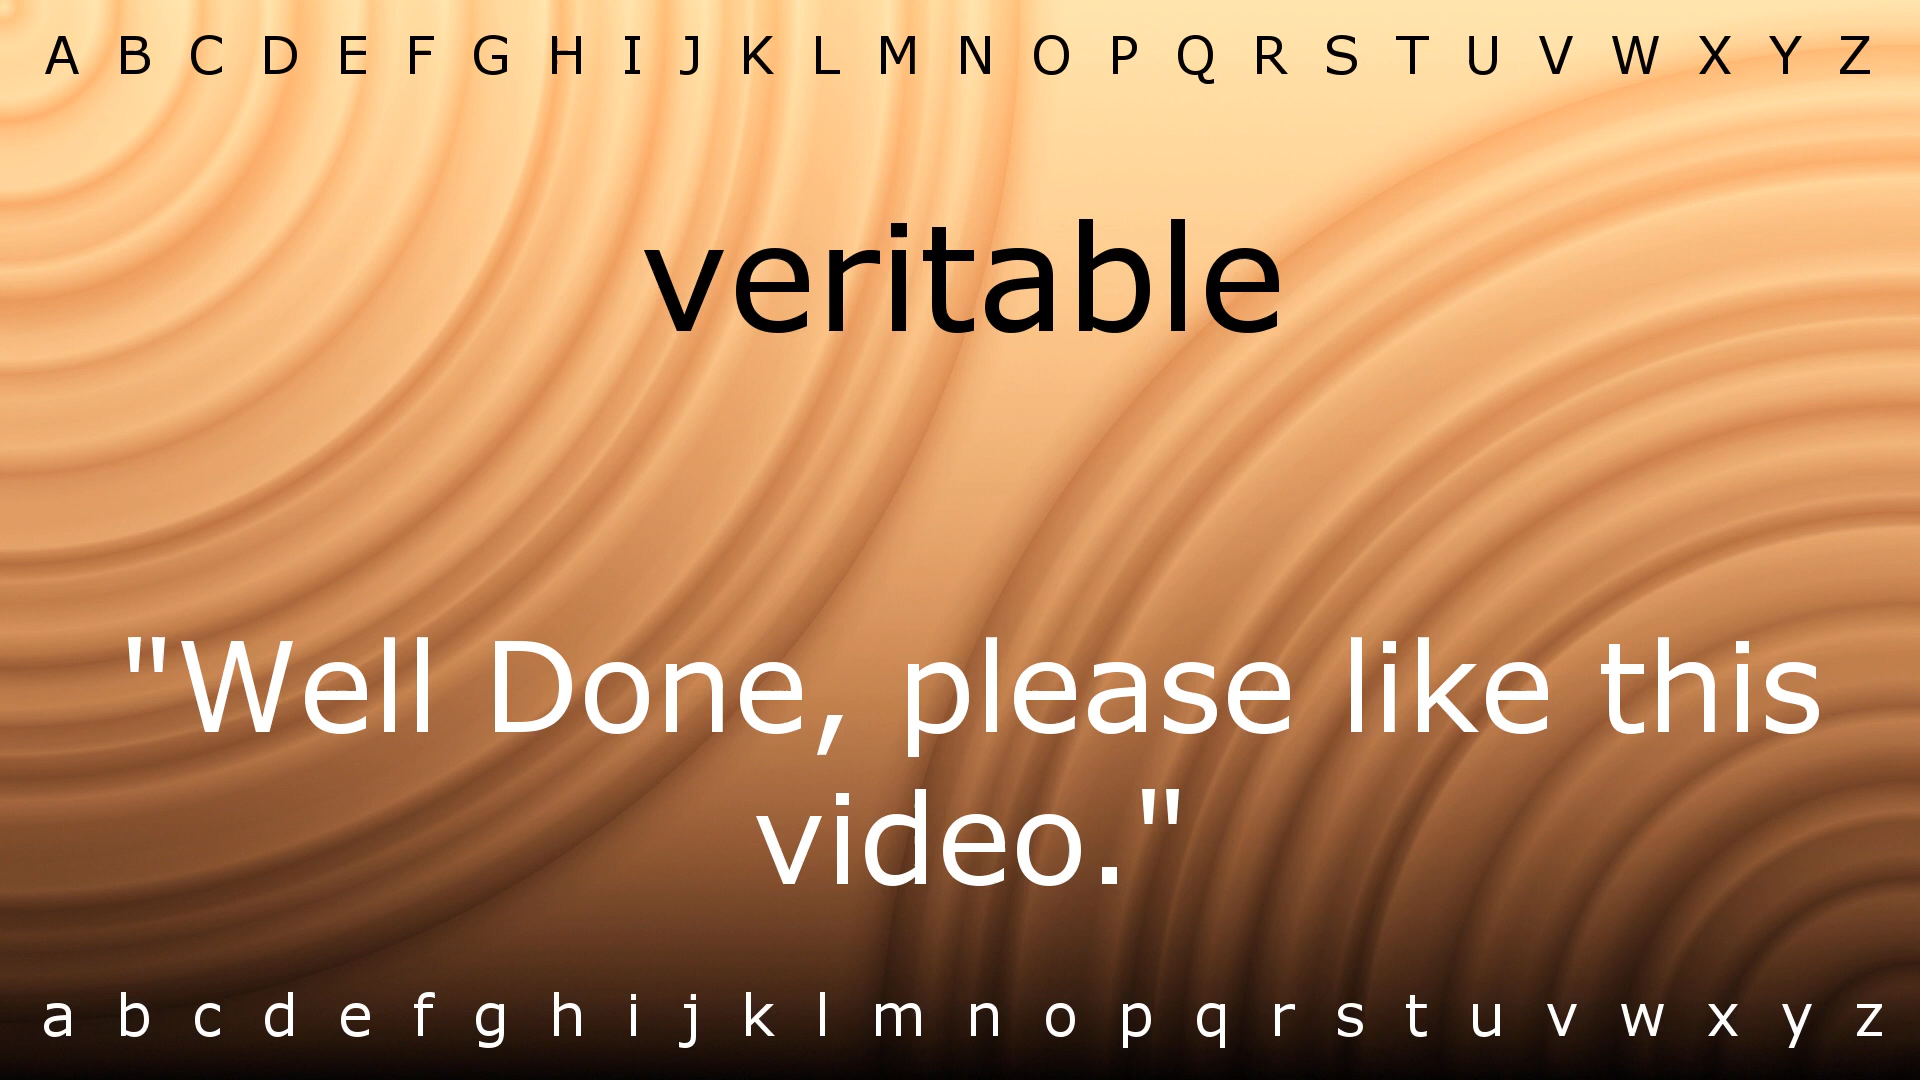 A B C D E F G H I J K L M N O P Q R S T U V W X Y Z
veritable
"Well Done, please like this
video."
a b c d e f g h i j k l m n o p q r s t u v w x y z